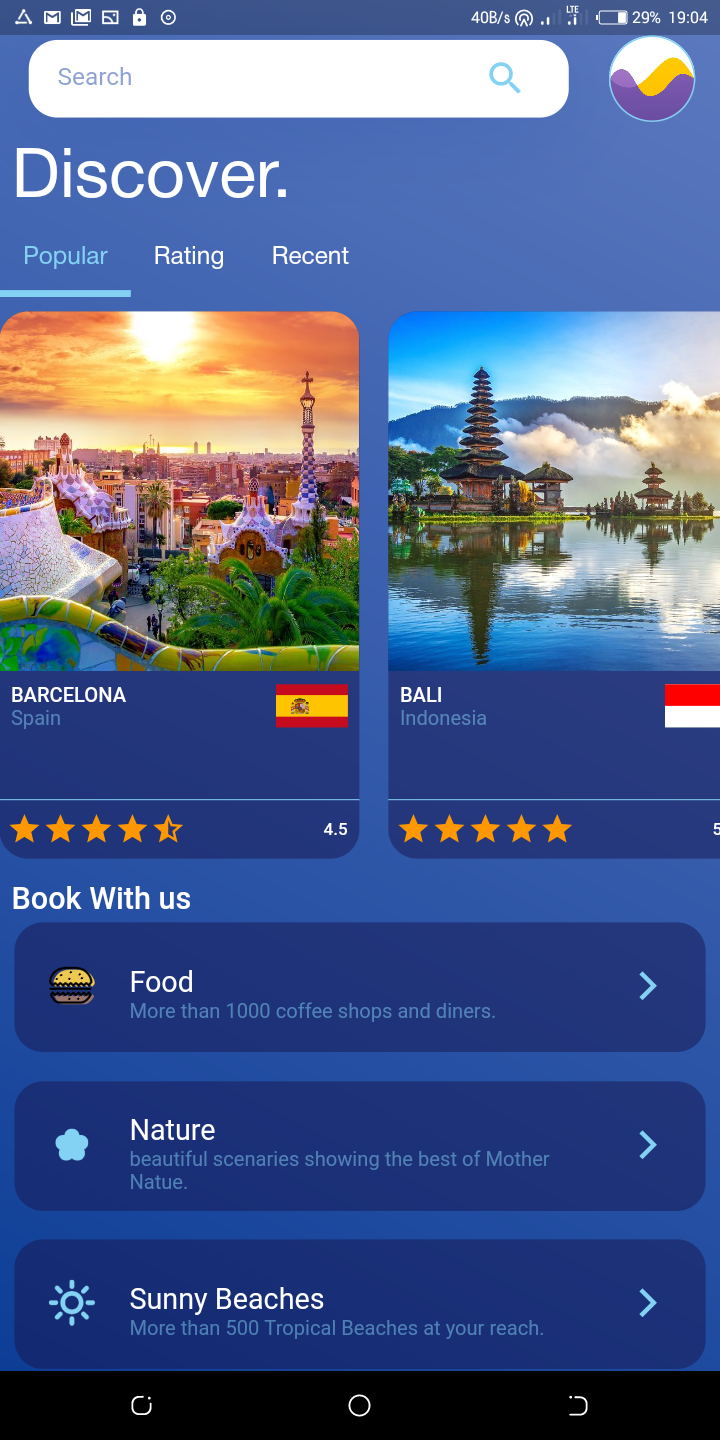 40B/s LTE 29% 19:04
Search
Discover.
Popular Rating Recent
BARCELONA
Spain
4.5
BALI
Indonesia
5
Book With us
Food
More than 1000 coffee shops and diners.
Nature
beautiful scenaries showing the best of Mother
Natue.
Sunny Beaches
More than 500 Tropical Beaches at your reach.